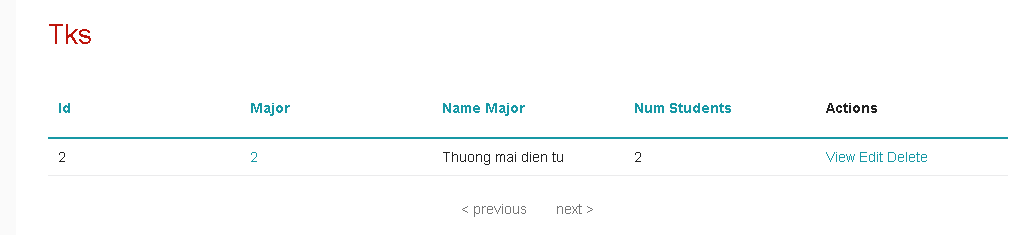 Tks
Id Major Name Major Num Students Actions
2 2 Thuong mai dien tu 2 View Edit Delete
< previous next >